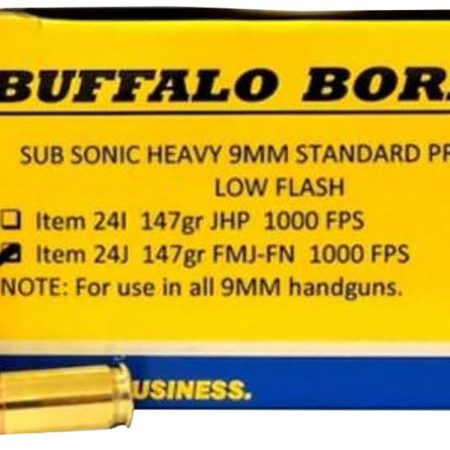 BUFFALO BOR
SUB SONIC HEAVY 9MM STANDARD PR
LOW FLASH
Item 24I 147gr JHP 1000 FPS
Item 24J 147gr FMJ-FN 1000 FPS
NOTE: For use in all 9MM handguns.
USINESS.